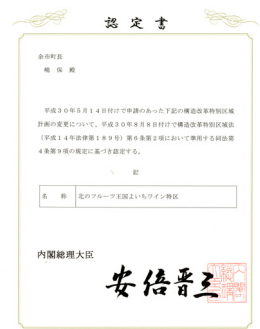 認定書
余市町長
嶋 保 殿
平成30年5月14日付けで申請のあった下記の構造改革特別区域
計画の変更について、平成30年8月8日付けで構造改革特別区域法
(平成14年法律第189号)第6条第2項において準用する同法第
4条第9項の規定に基づき認定する。
記
名 称 北のフルーツ王国よいちワイン特区
内閣総理大臣
安倍晋三